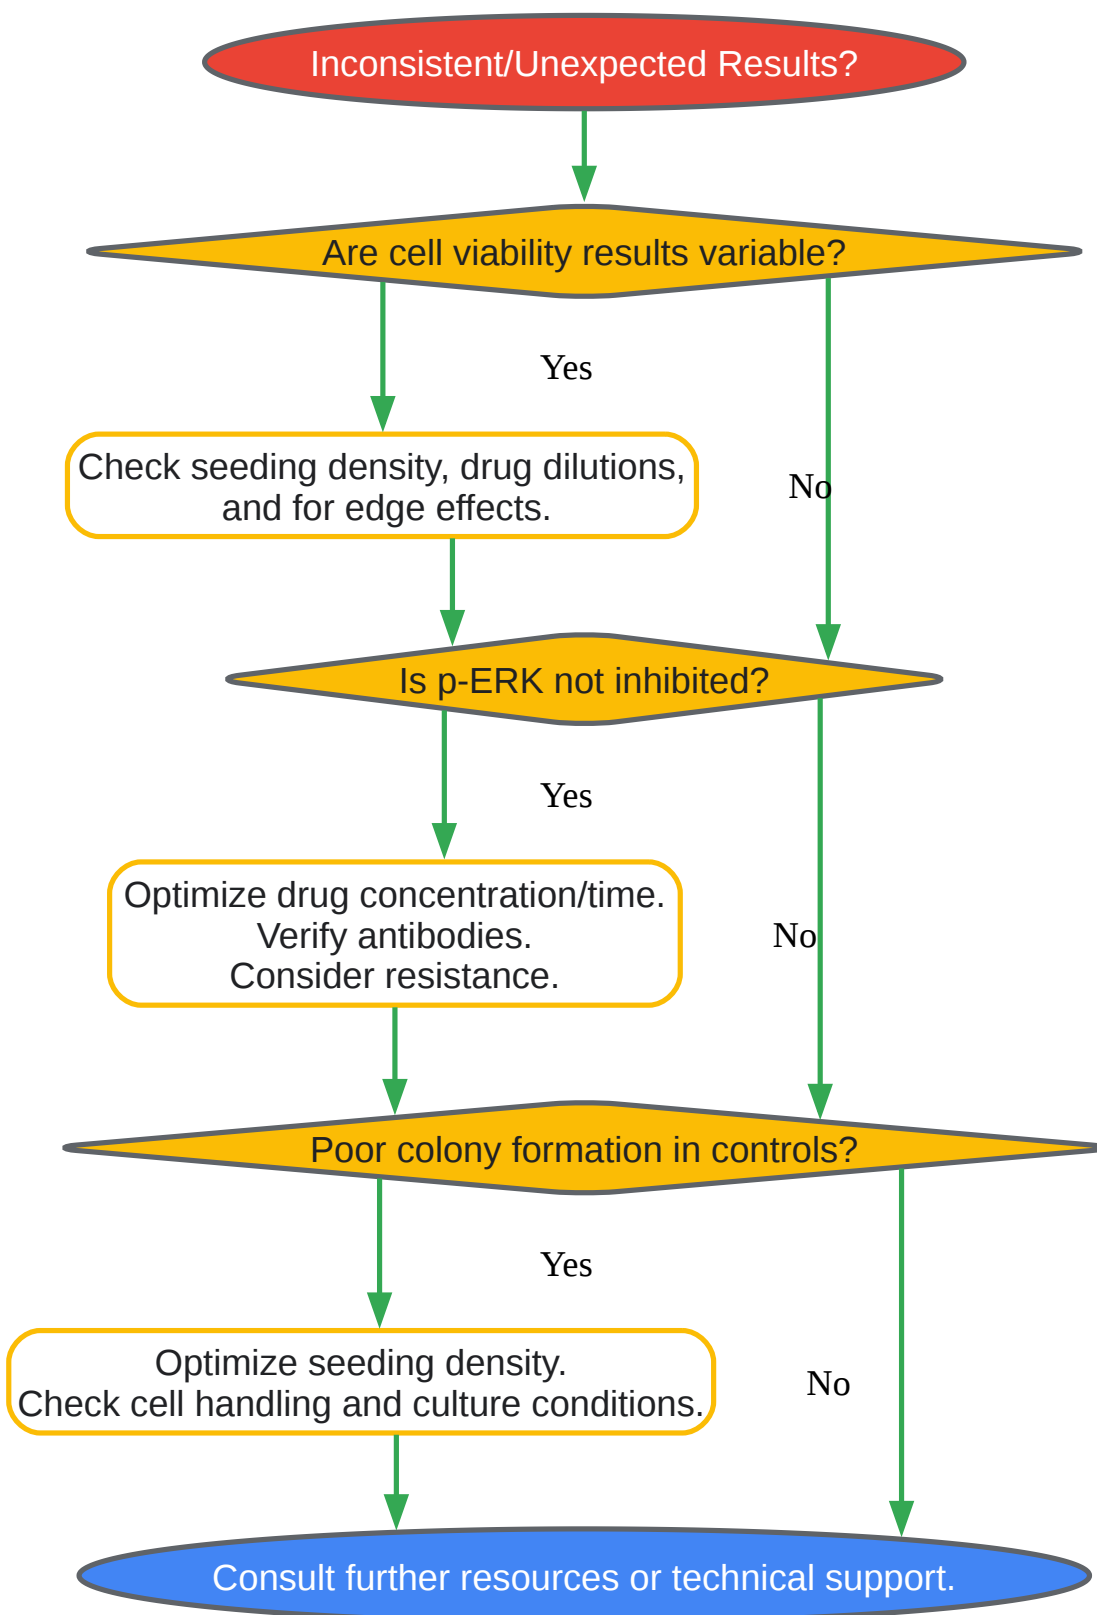 Inconsistent/Unexpected Results?
Are cell viability results variable?
Yes
Check seeding density, drug dilutions,
and for edge effects.
No
Is p-ERK not inhibited?
Yes
Optimize drug concentration/time.
Verify antibodies.
Consider resistance.
No
Poor colony formation in controls?
Yes
Optimize seeding density.
Check cell handling and culture conditions.
No
Consult further resources or technical support.